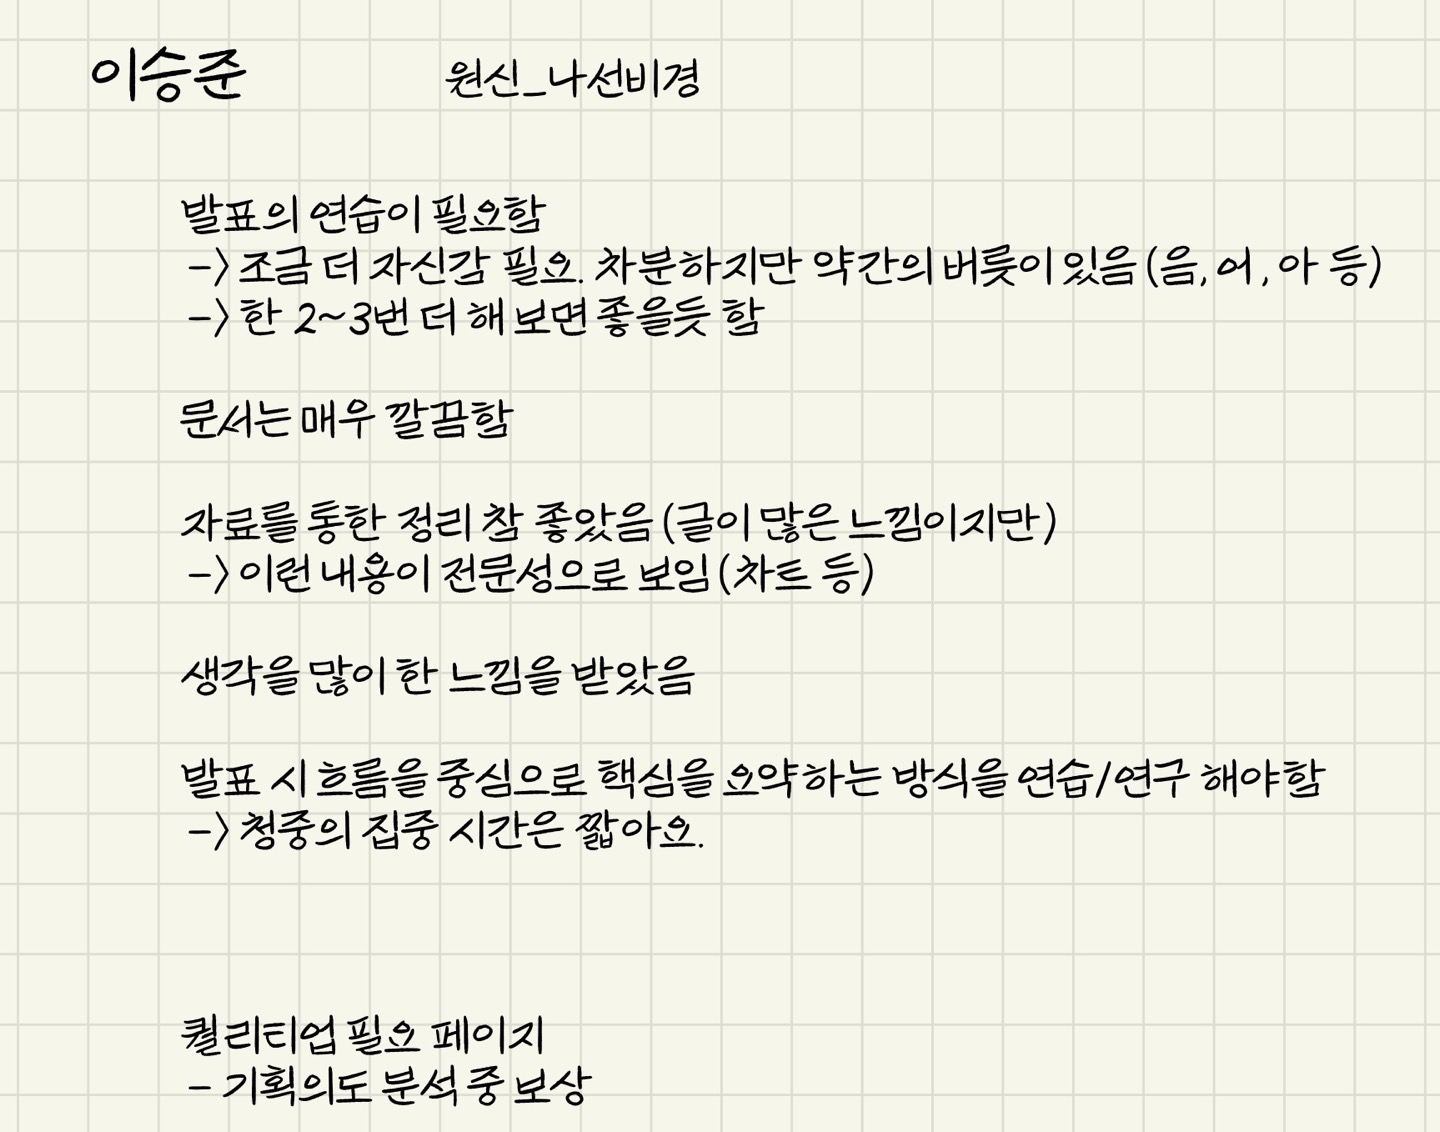 이승준 원신_나선비경
발표의 연습이 필요함
-> 조금 더 자신감 필요. 차분하지만 약간의 버릇이 있음 (음, 어, 아 등)
-> 한 2~3번 더 해 보면 좋을듯 함
문서는 매우 깔끔함
자료를 통한 정리 참 좋았음 (글이 많은 느낌이지만)
-> 이런 내용이 전문성으로 보임 (차트 등)
생각을 많이 한 느낌을 받았음
발표 시 흐름을 중심으로 핵심을 요약하는 방식을 연습/연구 해야함
-> 청중의 집중 시간은 짧아요.
퀄리티업 필요 페이지
- 기획의도 분석 중 보상